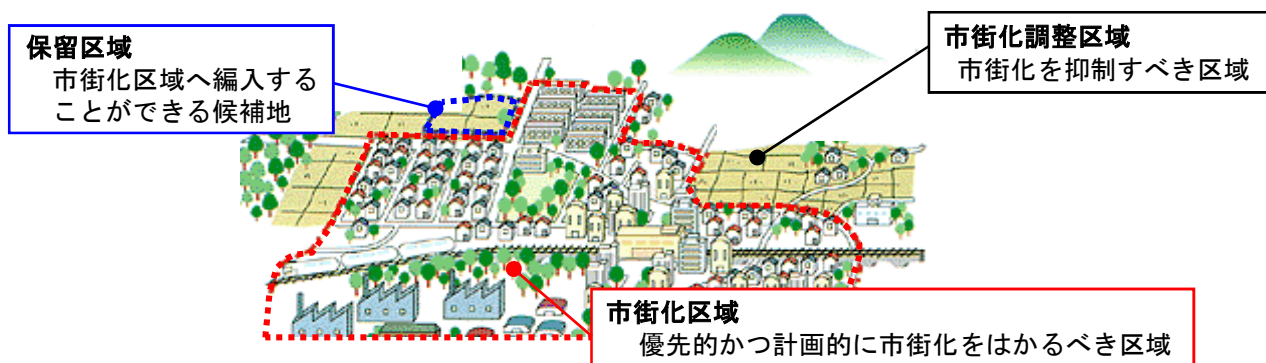 保留区域
市街化区域へ編入する
ことができる候補地
市街化調整区域
市街化を抑制すべき区域
市街化区域
優先的かつ計画的に市街化をはかるべき区域